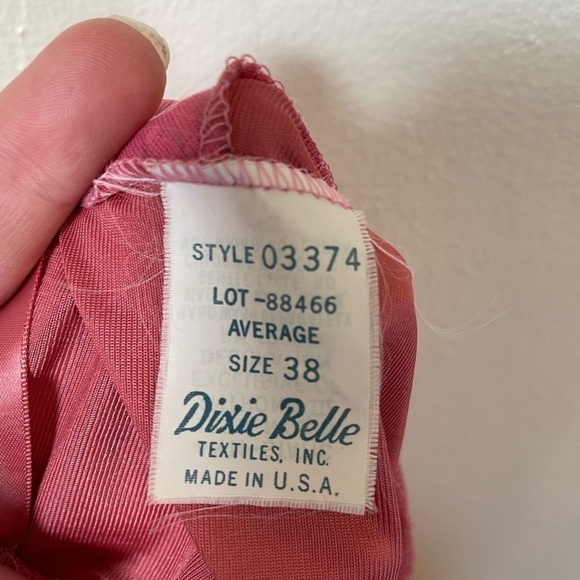 STYLE 03374
LOT-88466
AVERAGE
SIZE 38
Dixie Belle
TEXTILES, INC.
MADE IN U.S.A.